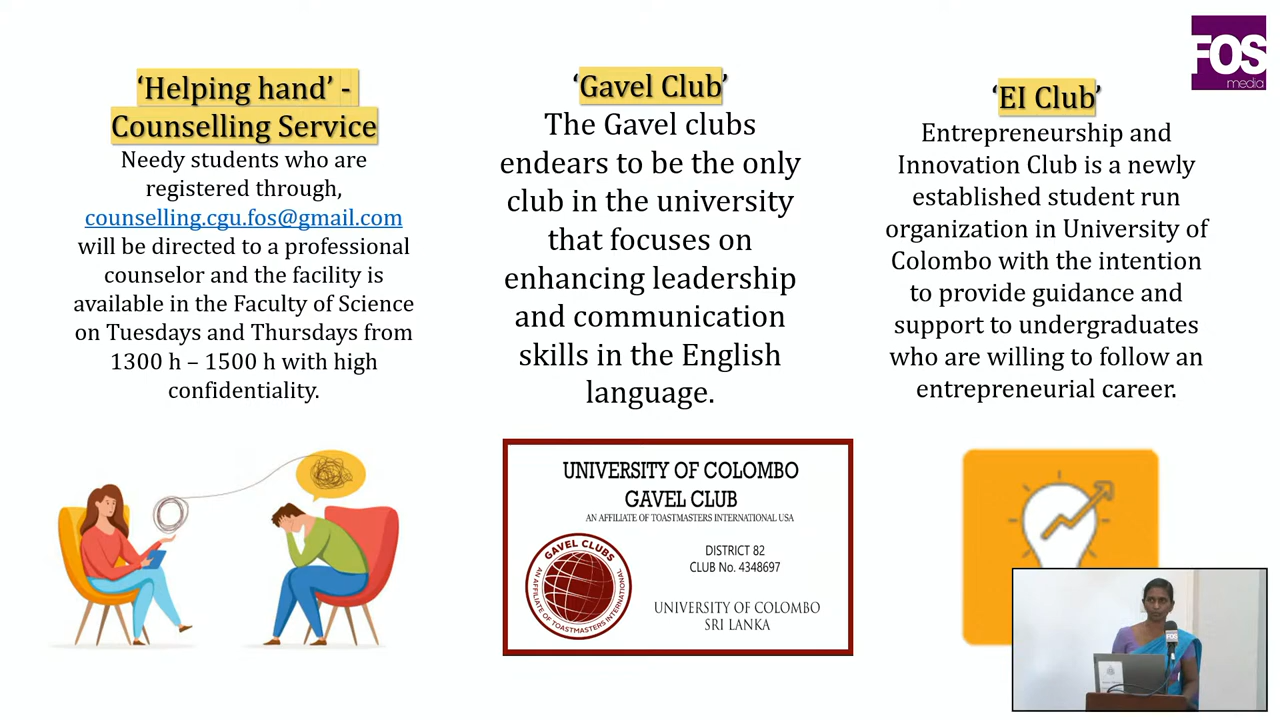 FOS
media
‘Helping hand’ -
Counselling Service
Needy students who are
registered through,
counselling.cgu.fos@gmail.com
will be directed to a professional
counselor and the facility is
available in the Faculty of Science
on Tuesdays and Thursdays from
1300 h – 1500 h with high
confidentiality.
‘Gavel Club’
The Gavel clubs
endears to be the only
club in the university
that focuses on
enhancing leadership
and communication
skills in the English
language.
UNIVERSITY OF COLOMBO
GAVEL CLUB
AN AFFILIATE OF TOASTMASTERS INTERNATIONAL USA
GAVEL CLUBS
AN AFFILIATE OF TOASTMASTERS INTERNATIONAL
DISTRICT 82
CLUB No. 4348697
UNIVERSITY OF COLOMBO
SRI LANKA
‘EI Club’
Entrepreneurship and
Innovation Club is a newly
established student run
organization in University of
Colombo with the intention
to provide guidance and
support to undergraduates
who are willing to follow an
entrepreneurial career.
FOS